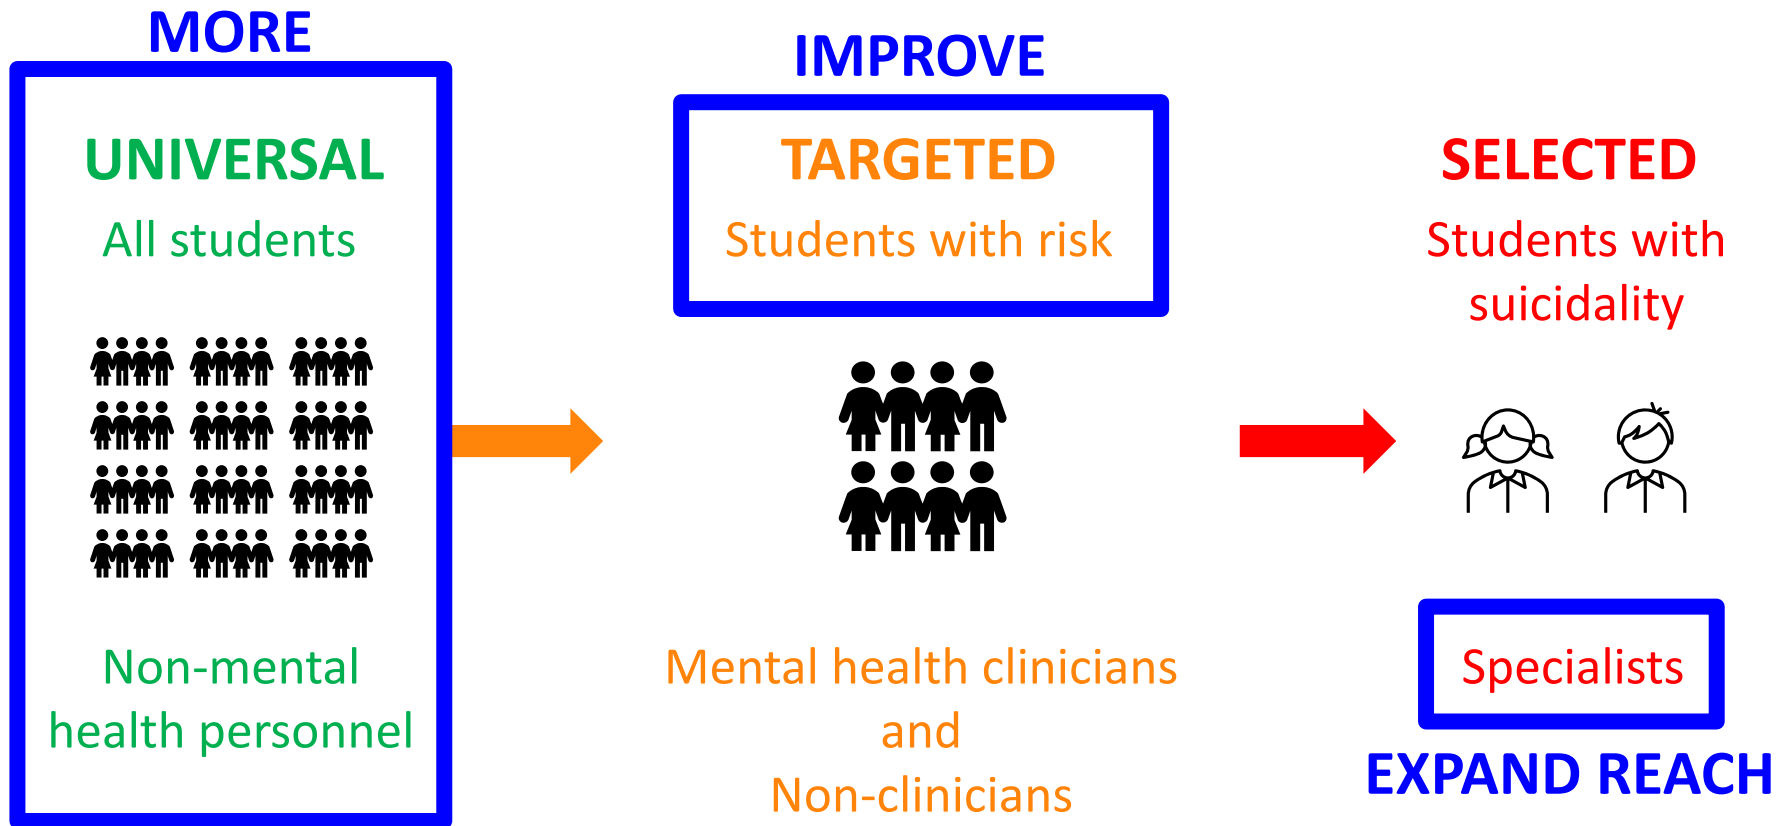 MORE
UNIVERSAL
All students
Non-mental
health personnel
IMPROVE
TARGETED
Students with risk
Mental health clinicians
and
Non-clinicians
SELECTED
Students with
suicidality
Specialists
EXPAND REACH